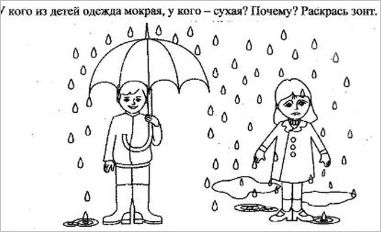 У кого из детей одежда мокрая, у кого – сухая? Почему? Раскрась зонт.